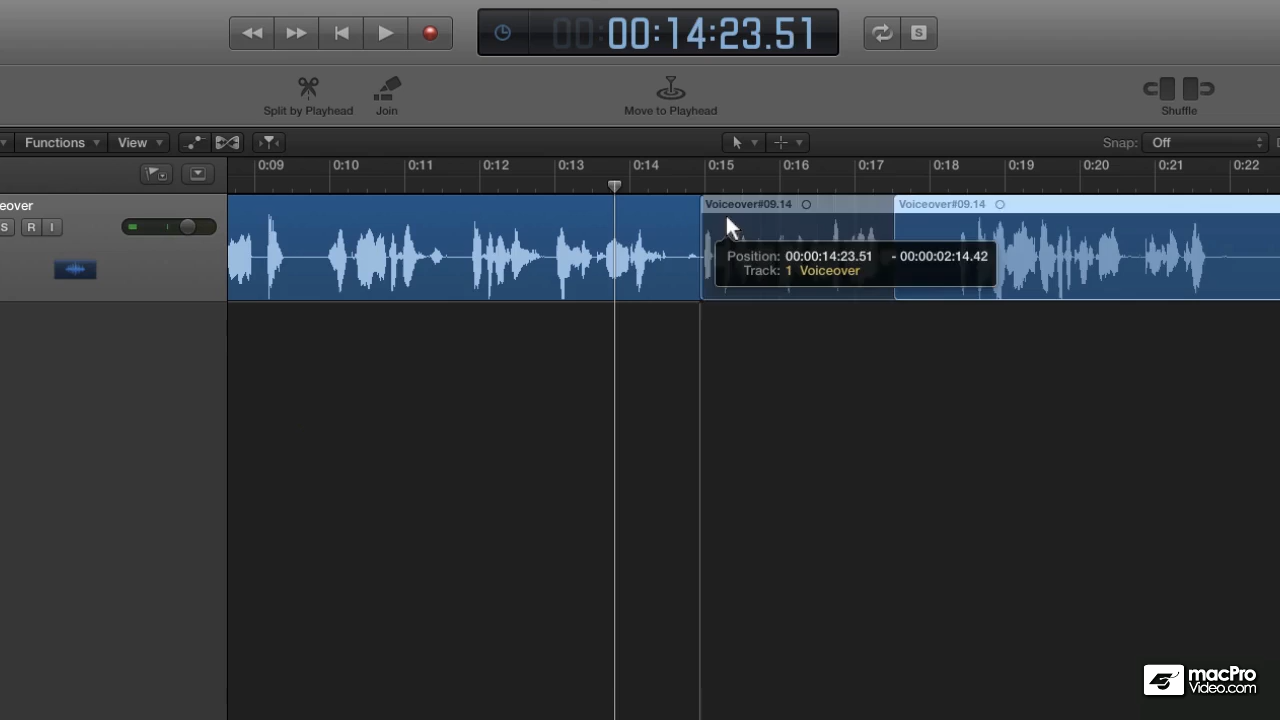 00:00:14:23.51
S
Split by Playhead
Join
Move to Playhead
Shuffle
Functions
View
Snap: Off
0:09 0:10 0:11 0:12 0:13 0:14 0:15 0:16 0:17 0:18 0:19 0:20 0:21 0:22
eover
S R I
Voiceover#09.14
Voiceover#09.14
Position: 00:00:14:23.51 - 00:00:02:14.42
Track: 1 Voiceover
macPro
Video.com